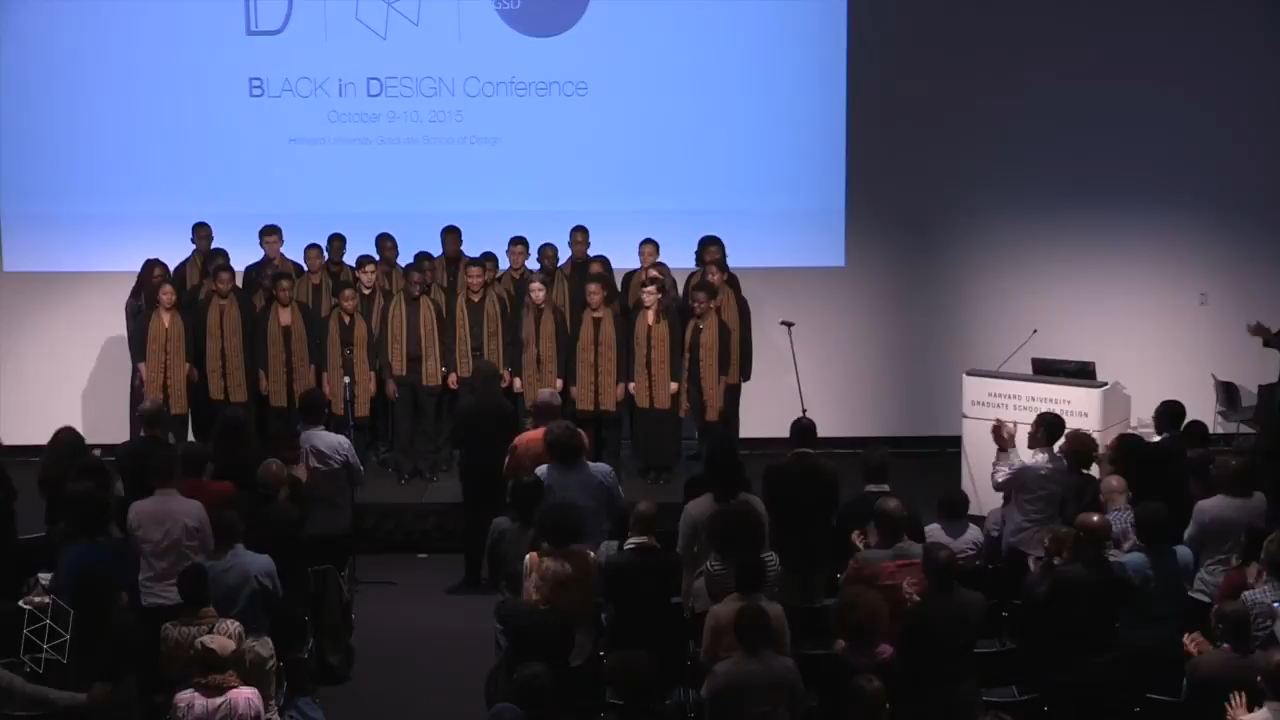 GSD
BLACK in DESIGN Conference
October 9-10, 2015
Harvard University Graduate School of Design
HARVARD UNIVERSITY
GRADUATE SCHOOL OF DESIGN